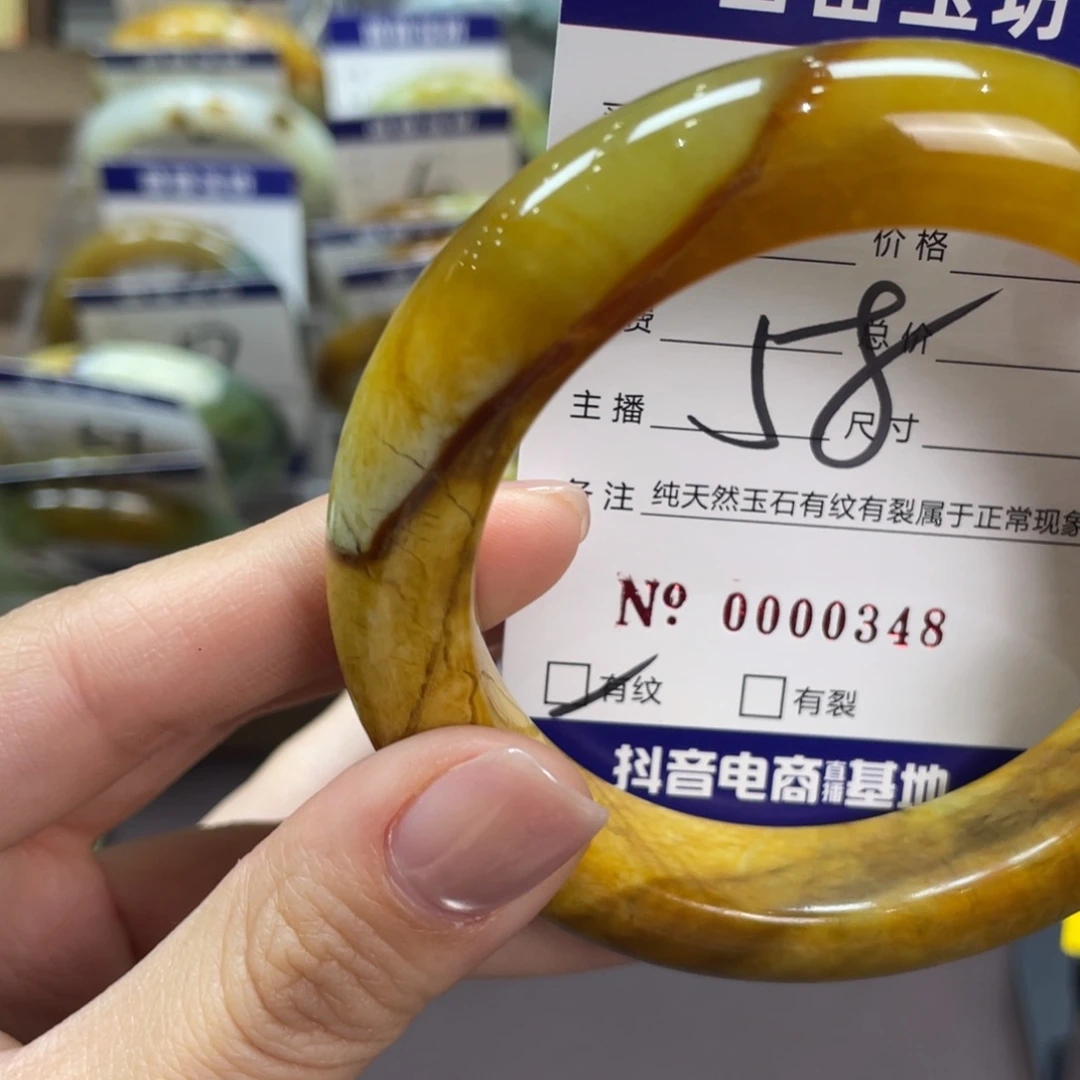 玉坊
价格
费 总价
58
主播 尺寸
备注 纯天然玉石有纹有裂属于正常现象
Nº 0000348
有纹 有裂
抖音电商直播基地